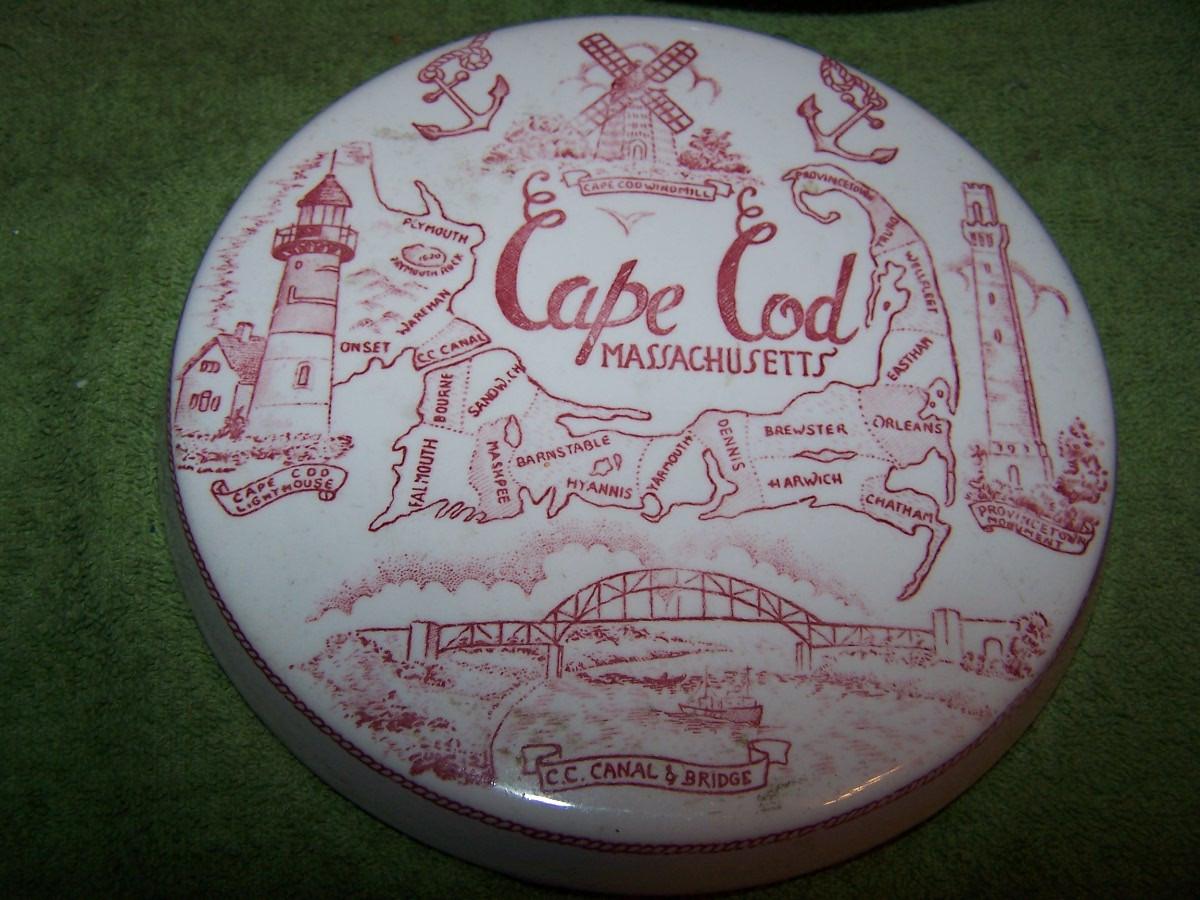 CAPE COD WINDMILL
Cape Cod
MASSACHUSETTS
PROVINCETOWN
TRURO
WELLFLEET
EASTHAM
ORLEANS
BREWSTER
HARWICH
CHATHAM
DENNIS
YARMOUTH
BARNSTABLE
HYANNIS
MASHPEE
SANDWICH
BOURNE
FALMOUTH
C.C CANAL
ONSET
WAREHAM
PLYMOUTH
1620
PLYMOUTH ROCK
CAPE COD
LIGHTHOUSE
PROVINCETOWN
MONUMENT
C.C. CANAL & BRIDGE